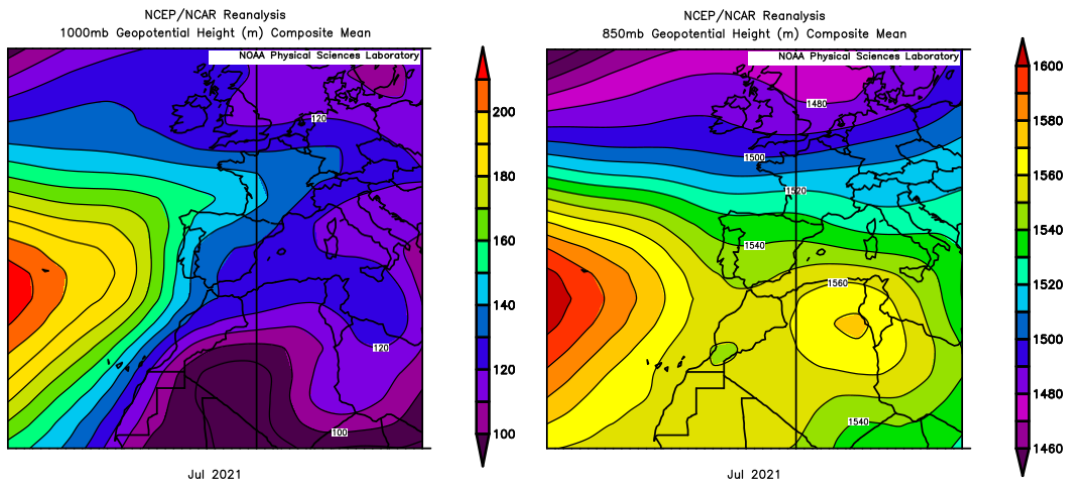 NCEP/NCAR Reanalysis
1000mb Geopotential Height (m) Composite Mean
NOAA Physical Sciences Laboratory
120
120
100
200
180
160
140
120
100
Jul 2021
NCEP/NCAR Reanalysis
850mb Geopotential Height (m) Composite Mean
NOAA Physical Sciences Laboratory
1480
1500
1520
1540
1560
1540
1600
1580
1560
1540
1520
1500
1480
1460
Jul 2021